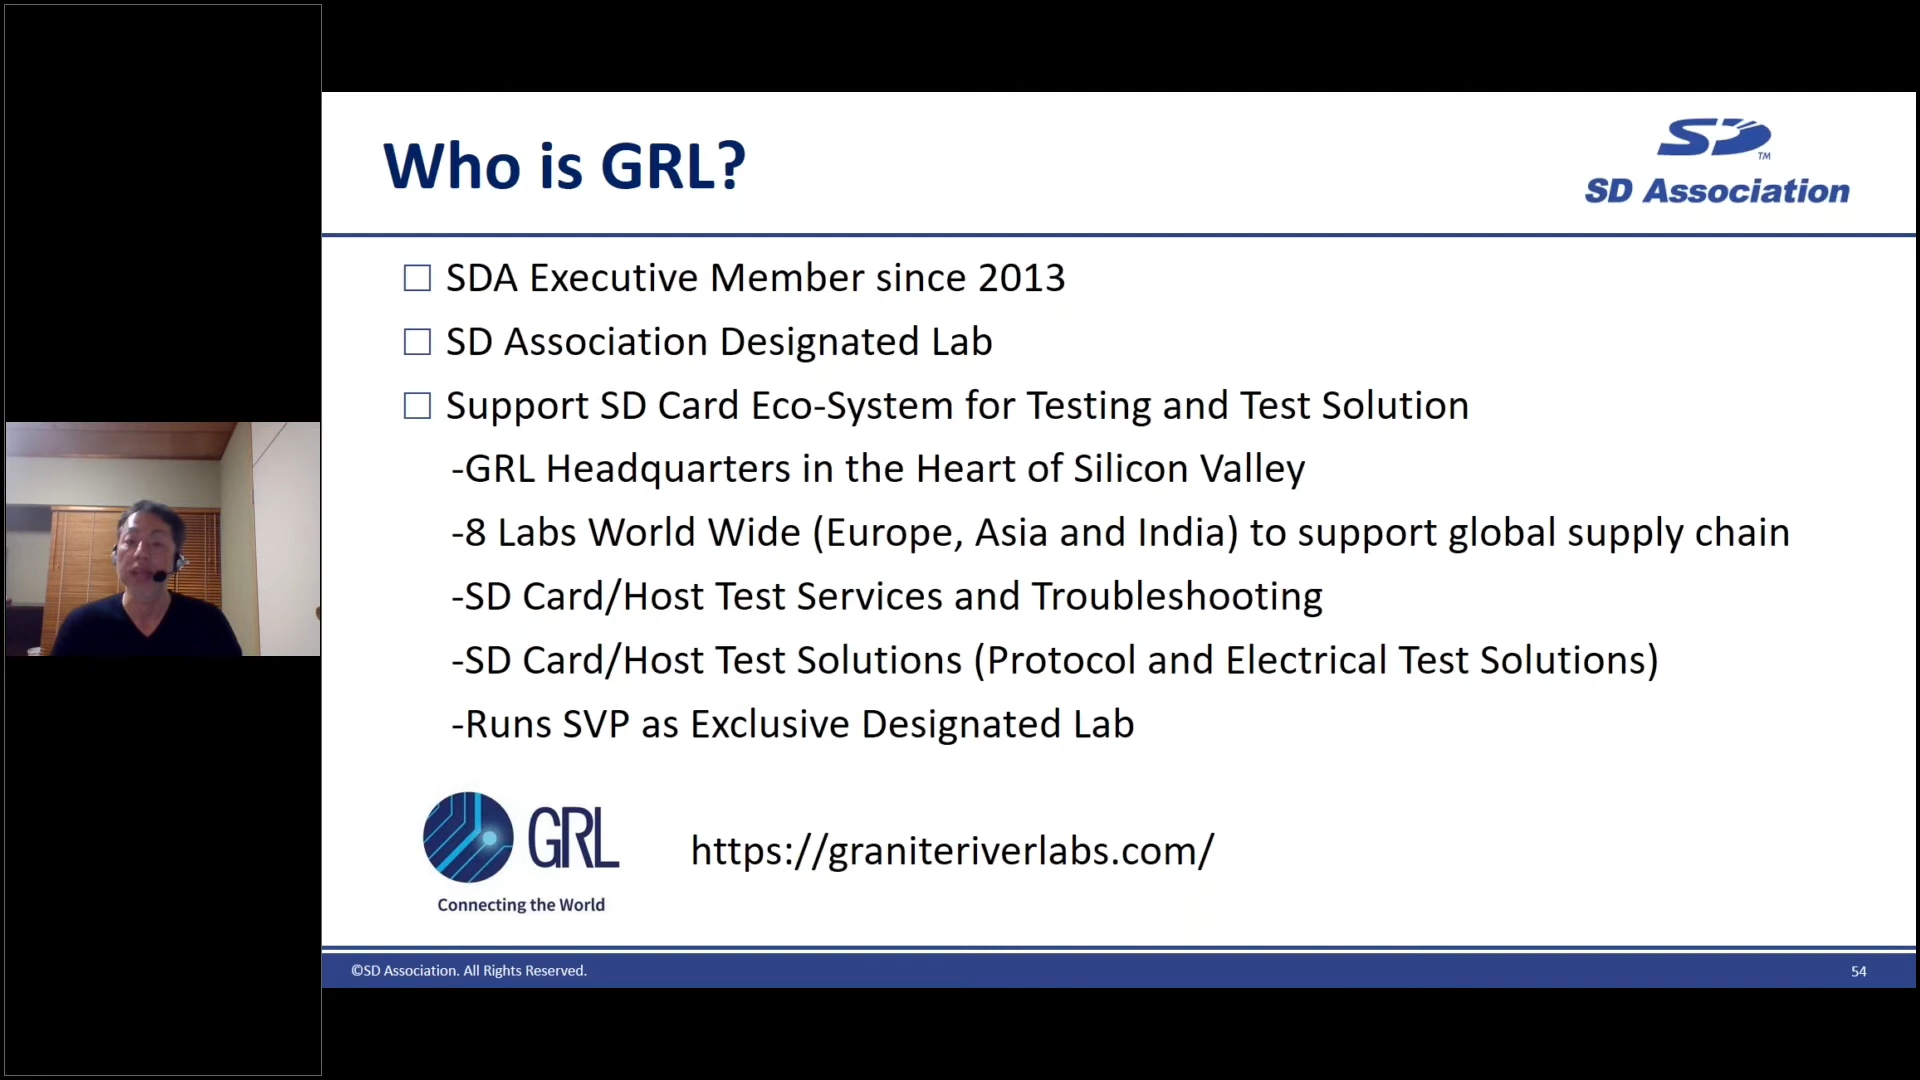 Who is GRL?
SD TM
SD Association
SDA Executive Member since 2013
SD Association Designated Lab
Support SD Card Eco-System for Testing and Test Solution
-GRL Headquarters in the Heart of Silicon Valley
-8 Labs World Wide (Europe, Asia and India) to support global supply chain
-SD Card/Host Test Services and Troubleshooting
-SD Card/Host Test Solutions (Protocol and Electrical Test Solutions)
-Runs SVP as Exclusive Designated Lab
GRL
https://graniteriverlabs.com/
Connecting the World
©SD Association. All Rights Reserved.
54